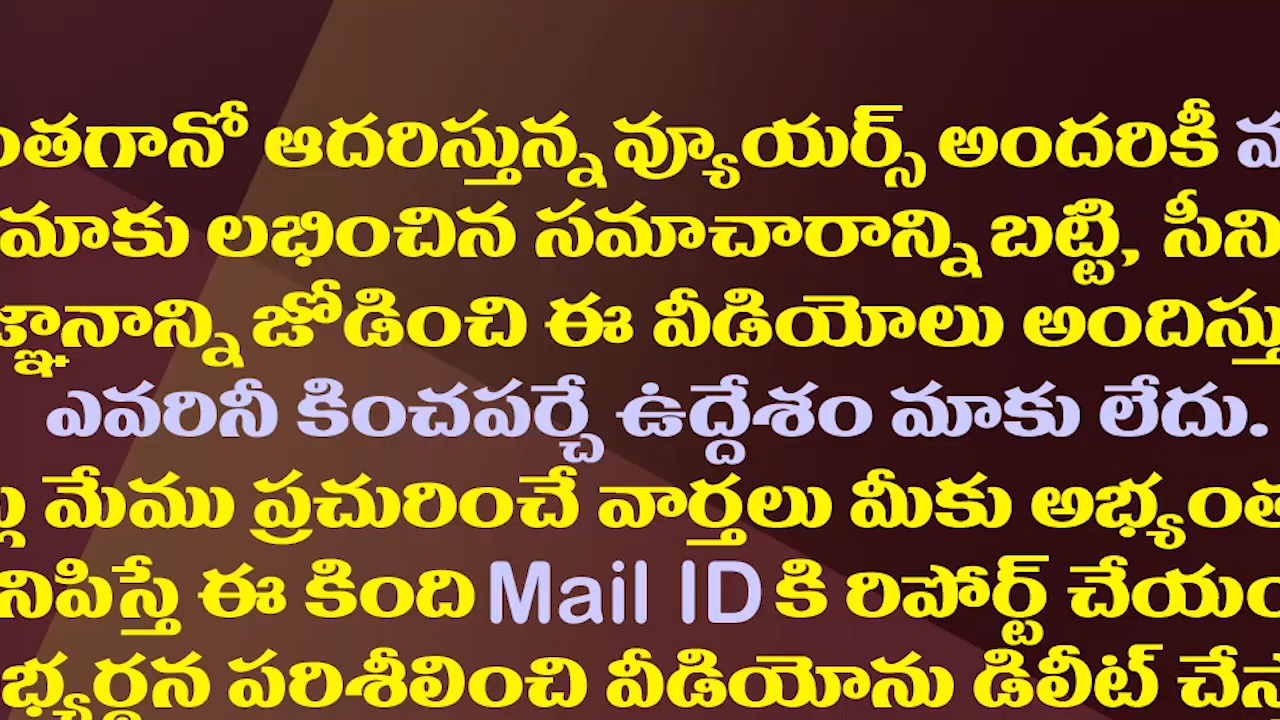 ంతగానో ఆదరిస్తున్న వ్యూయర్స్ అందరికీ
మాకు లభించిన సమాచారాన్ని బట్టి, సీని
జ్ఞానాన్ని జోడించి ఈ వీడియోలు అందిస్తు
ఎవరినీ కించపర్చే ఉద్దేశం మాకు లేదు.
మేము ప్రచురించే వార్తలు మీకు అభ్యంత
నిపిస్తే ఈ కింది Mail ID కి రిపోర్ట్ చేయం
భ్యర్థన పరిశీలించి వీడియోను డిలీట్ చేస